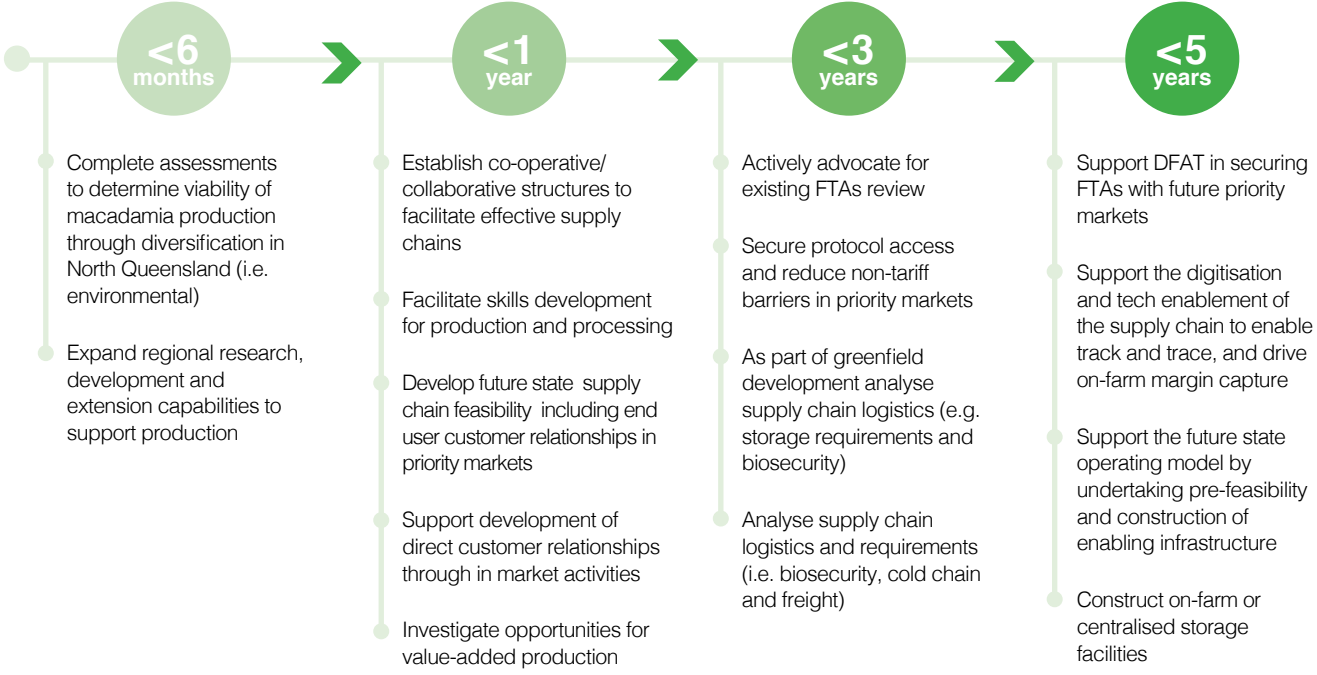 <6
months
Complete assessments
to determine viability of
macadamia production
through diversification in
North Queensland (i.e.
environmental)
Expand regional research,
development and
extension capabilities to
support production
<1
year
Establish co-operative/
collaborative structures to
facilitate effective supply
chains
Facilitate skills development
for production and processing
Develop future state supply
chain feasibility including end
user customer relationships in
priority markets
Support development of
direct customer relationships
through in market activities
Investigate opportunities for
value-added production
<3
years
Actively advocate for
existing FTAs review
Secure protocol access
and reduce non-tariff
barriers in priority markets
As part of greenfield
development analyse
supply chain logistics (e.g.
storage requirements and
biosecurity)
Analyse supply chain
logistics and requirements
(i.e. biosecurity, cold chain
and freight)
<5
years
Support DFAT in securing
FTAs with future priority
markets
Support the digitisation
and tech enablement of
the supply chain to enable
track and trace, and drive
on-farm margin capture
Support the future state
operating model by
undertaking pre-feasibility
and construction of
enabling infrastructure
Construct on-farm or
centralised storage
facilities